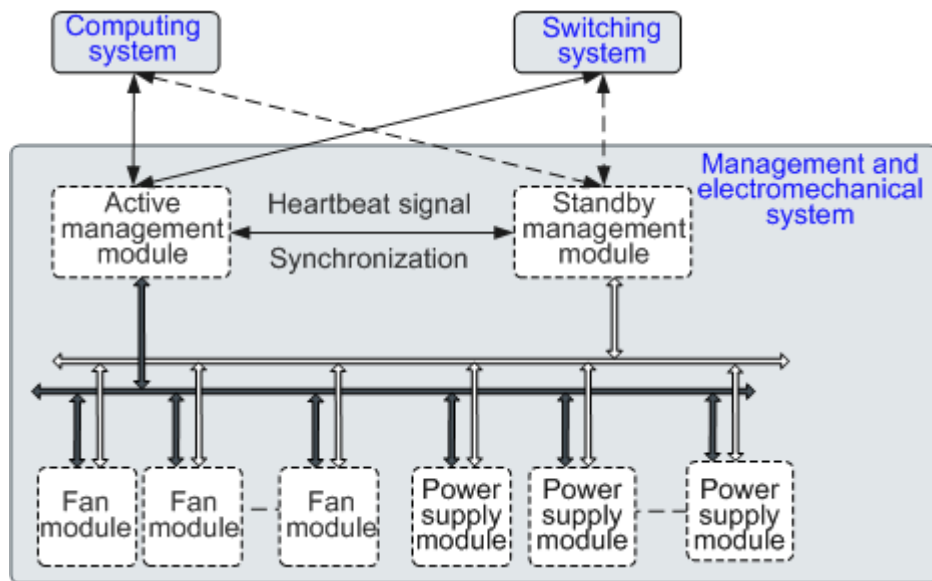 Computing
system
Switching
system
Management and
electromechanical
system
Active
management
module
Heartbeat signal
Synchronization
Standby
management
module
Fan
module
Fan
module
Fan
module
Power
supply
module
Power
supply
module
Power
supply
module